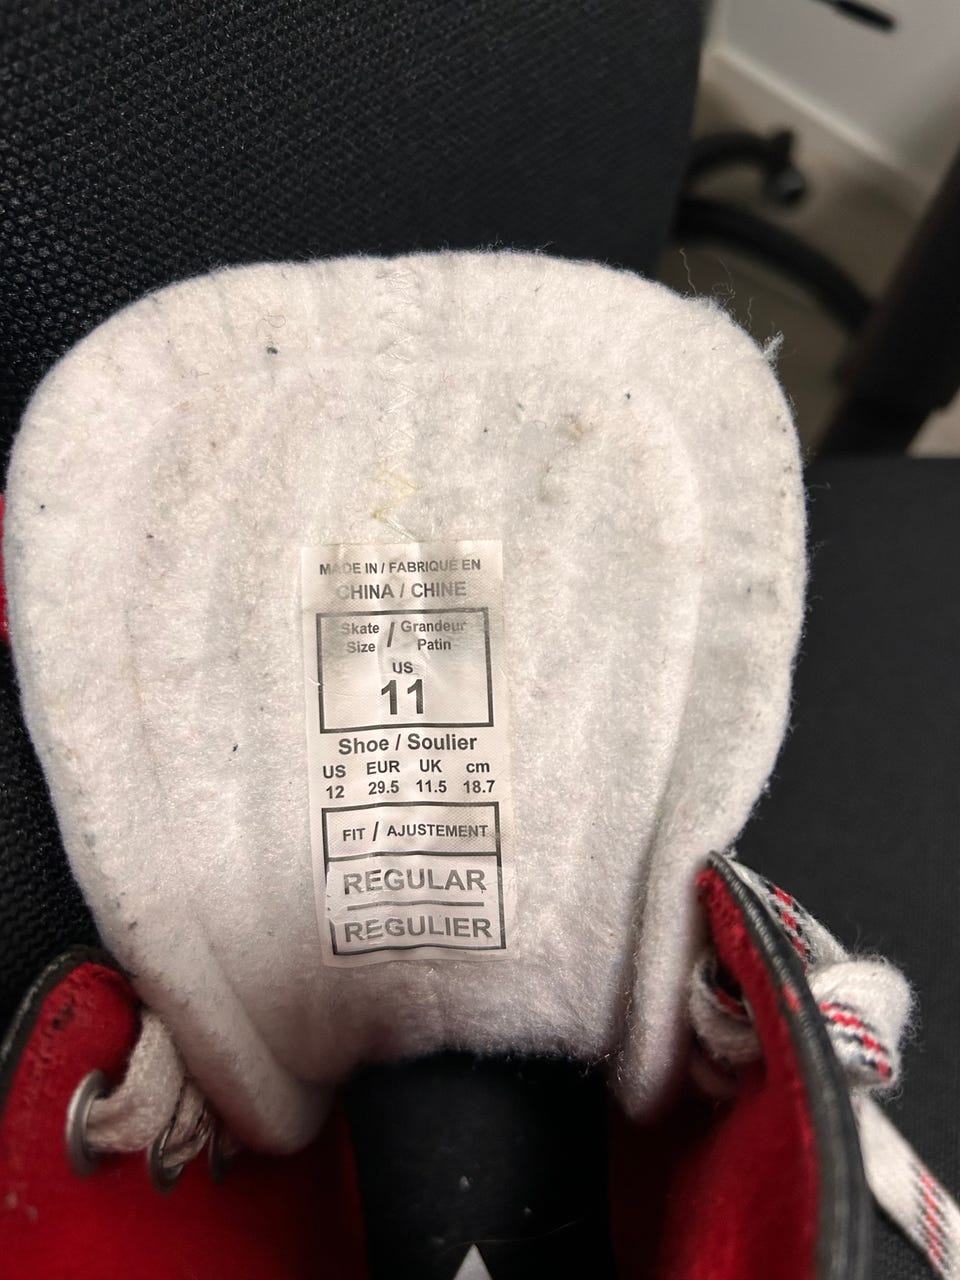 MADE IN / FABRIQUÉ EN
CHINA / CHINE
Skate / Grandeur
Size Patin
US
11
Shoe / Soulier
US EUR UK cm
12 29.5 11.5 18.7
FIT / AJUSTEMENT
REGULAR
REGULIER